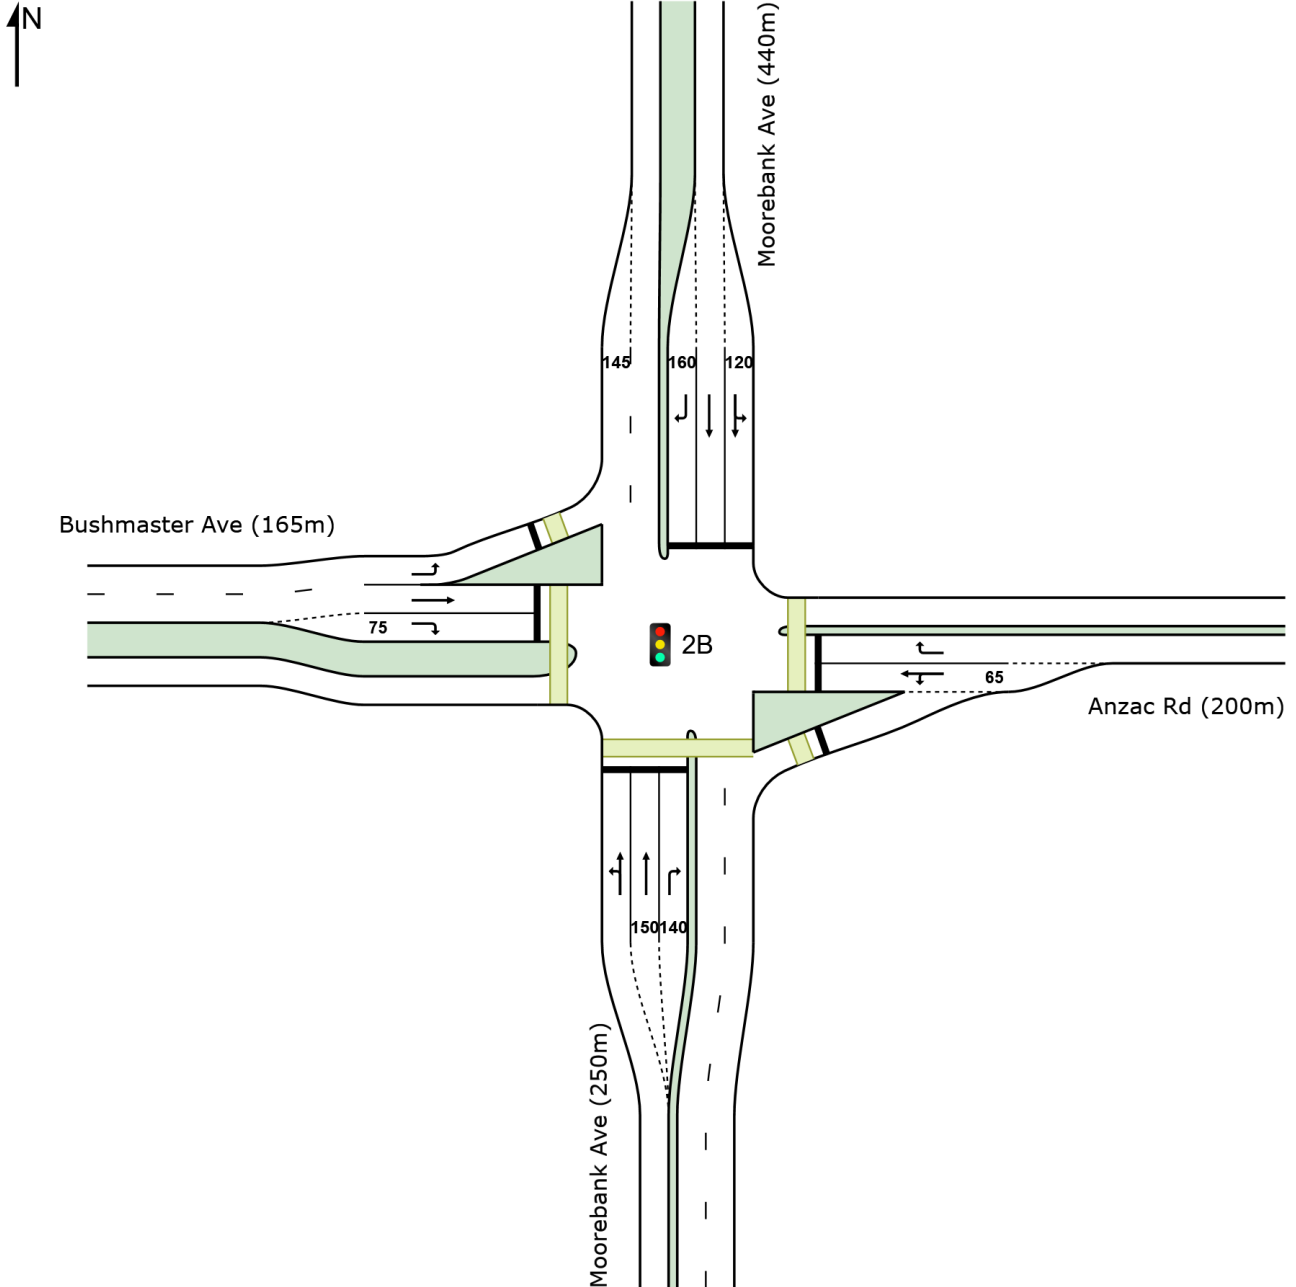 N
Moorebank Ave (440m)
145
160
120
Bushmaster Ave (165m)
75
2B
65
Anzac Rd (200m)
150
140
Moorebank Ave (250m)